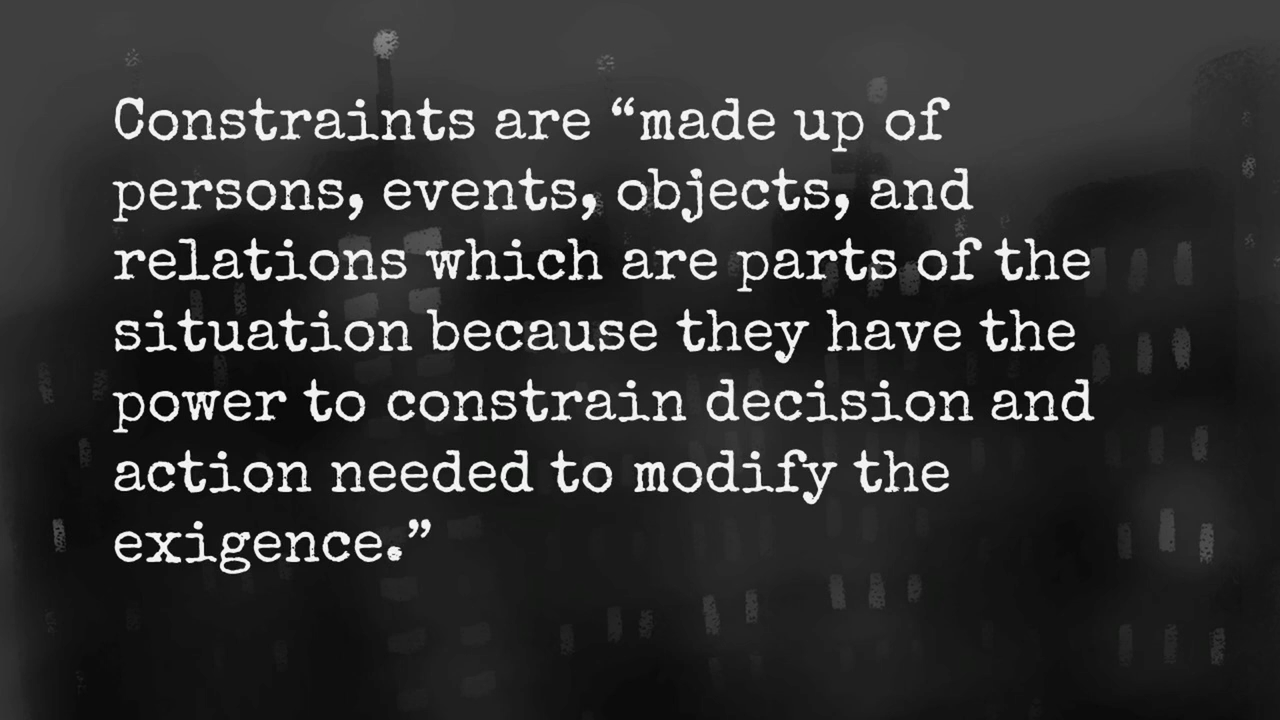 Constraints are “made up of
persons, events, objects, and
relations which are parts of the
situation because they have the
power to constrain decision and
action needed to modify the
exigence.”